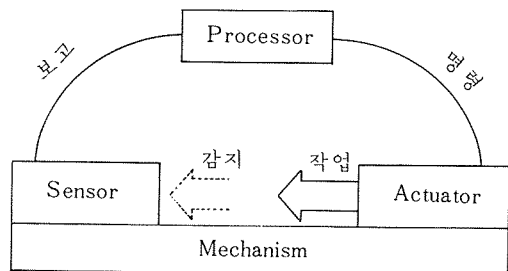 Processor
보고
명령
감지
작업
Sensor
Actuator
Mechanism